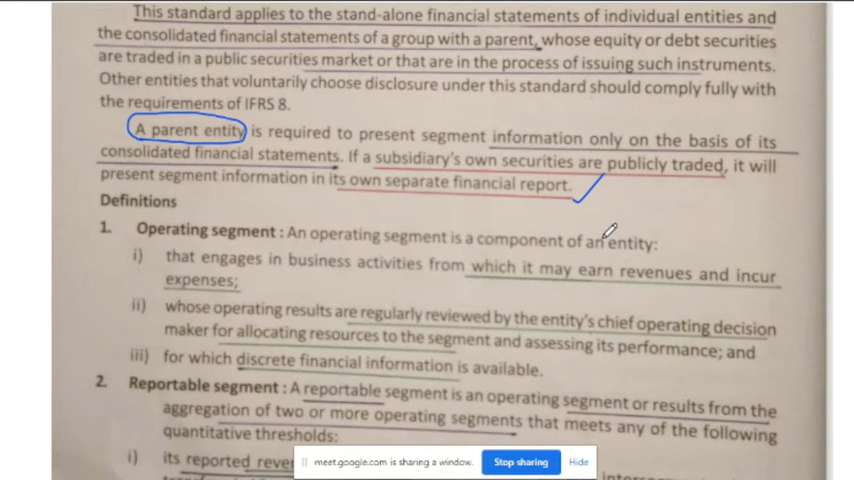 This standard applies to the stand-alone financial statements of individual entities and
the consolidated financial statements of a group with a parent, whose equity or debt securities
are traded in a public securities market or that are in the process of issuing such instruments.
Other entities that voluntarily choose disclosure under this standard should comply fully with
the requirements of IFRS 8.
A parent entity is required to present segment information only on the basis of its
consolidated financial statements. If a subsidiary's own securities are publicly traded, it will
present segment information in its own separate financial report.
Definitions
1. Operating segment : An operating segment is a component of an entity:
i) that engages in business activities from which it may earn revenues and incur
expenses;
ii) whose operating results are regularly reviewed by the entity's chief operating decision
maker for allocating resources to the segment and assessing its performance; and
iii) for which discrete financial information is available.
2. Reportable segment : A reportable segment is an operating segment or results from the
aggregation of two or more operating segments that meets any of the following
quantitative thresholds:
i) its reported
meet.google.com is sharing a window. Stop sharing Hide